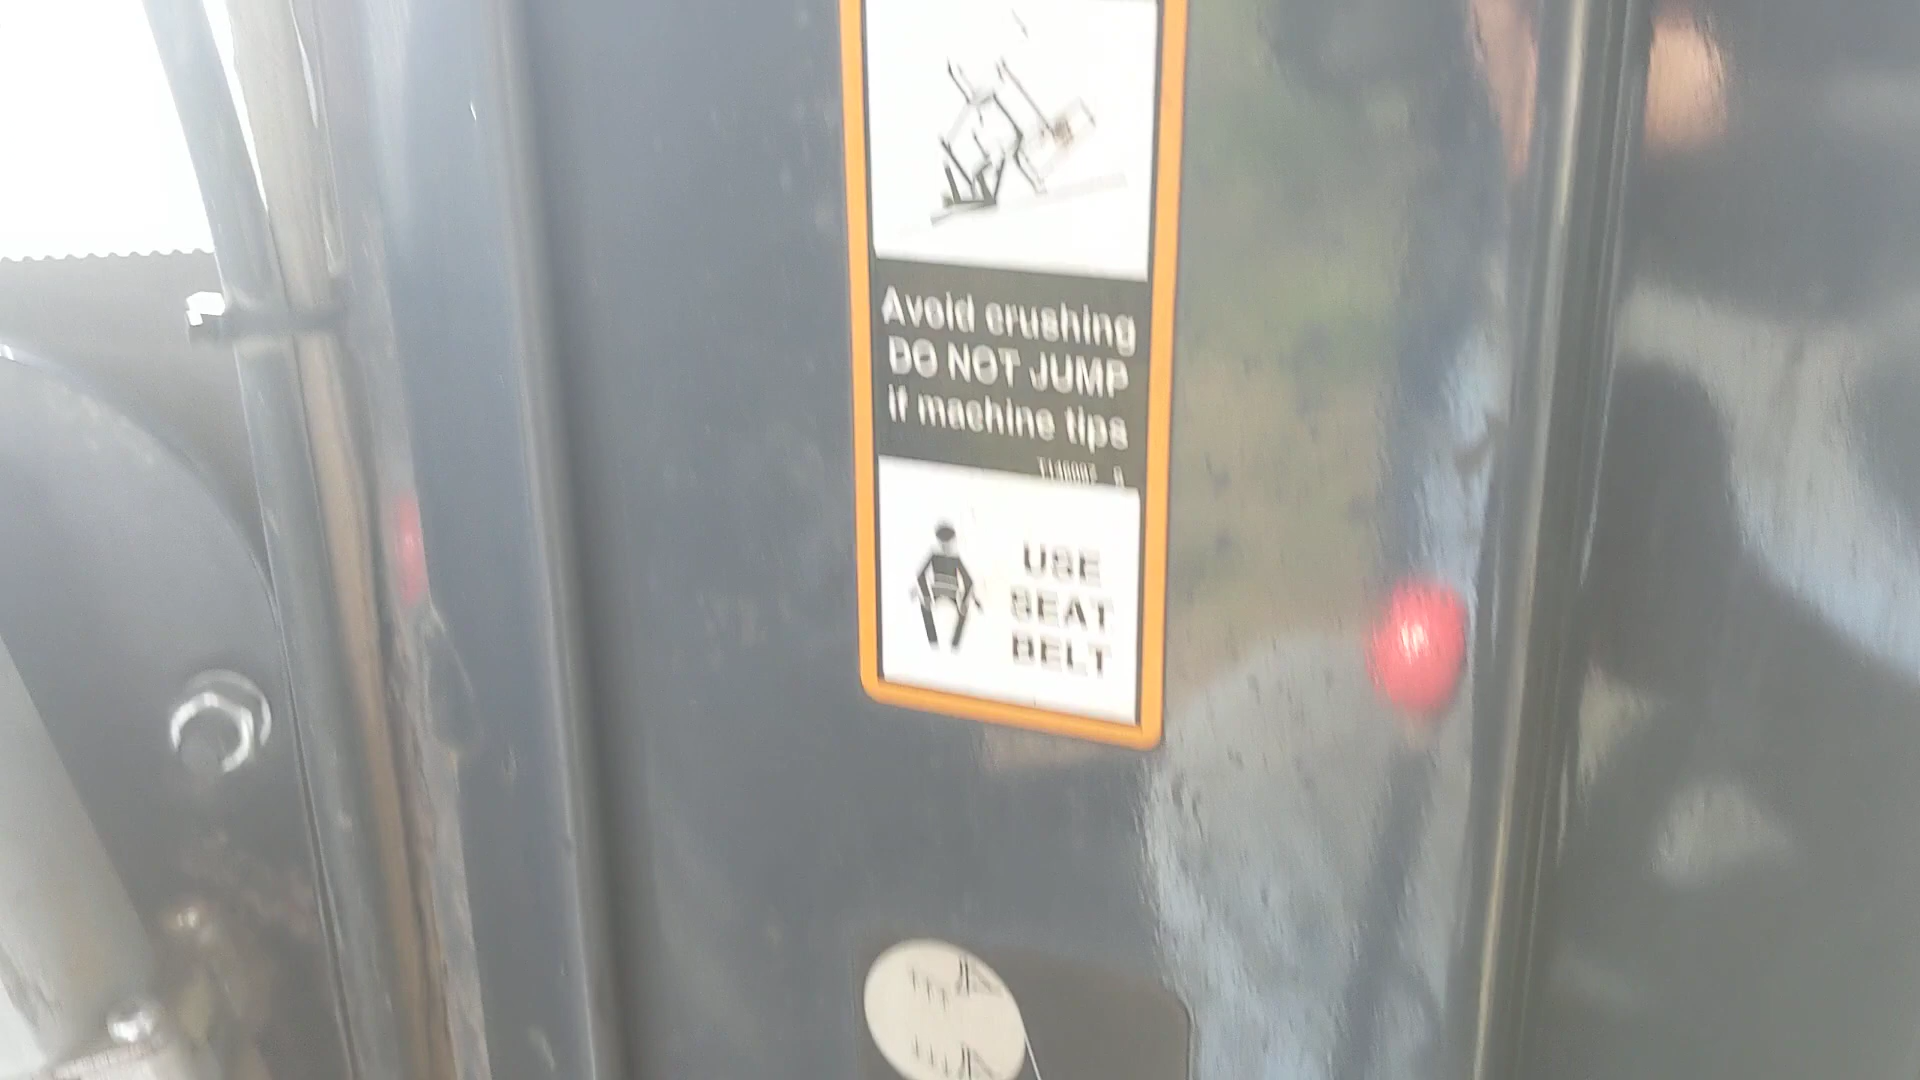 Avoid crushing
DO NOT JUMP
if machine tips
USE
SEAT
BELT